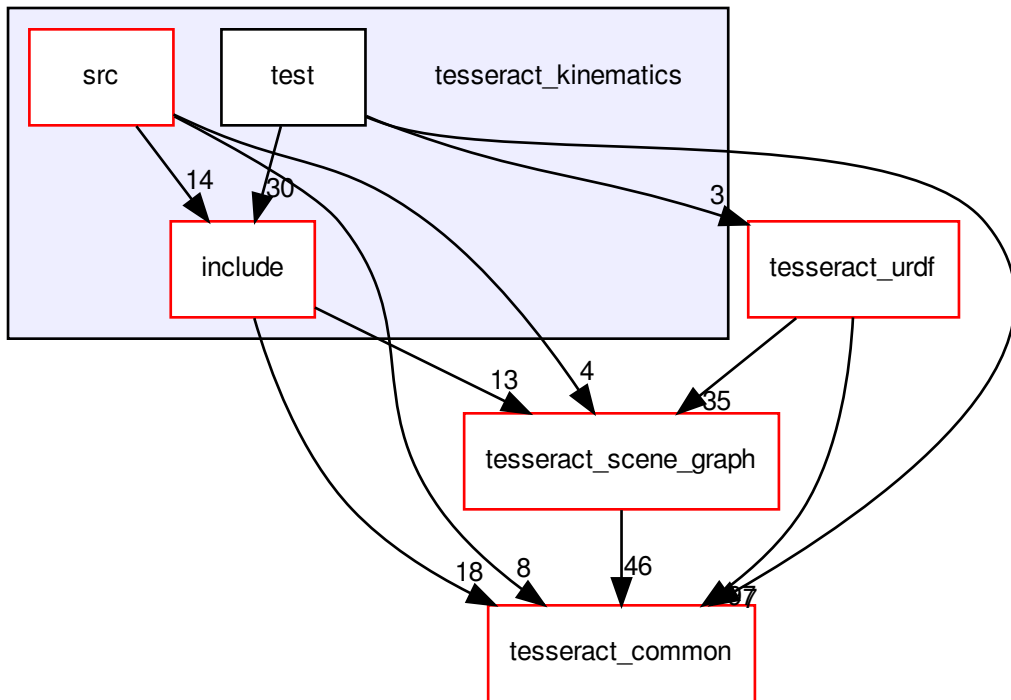 src
test
tesseract_kinematics
14
30
3
include
tesseract_urdf
13
4
35
tesseract_scene_graph
18
8
46
tesseract_common